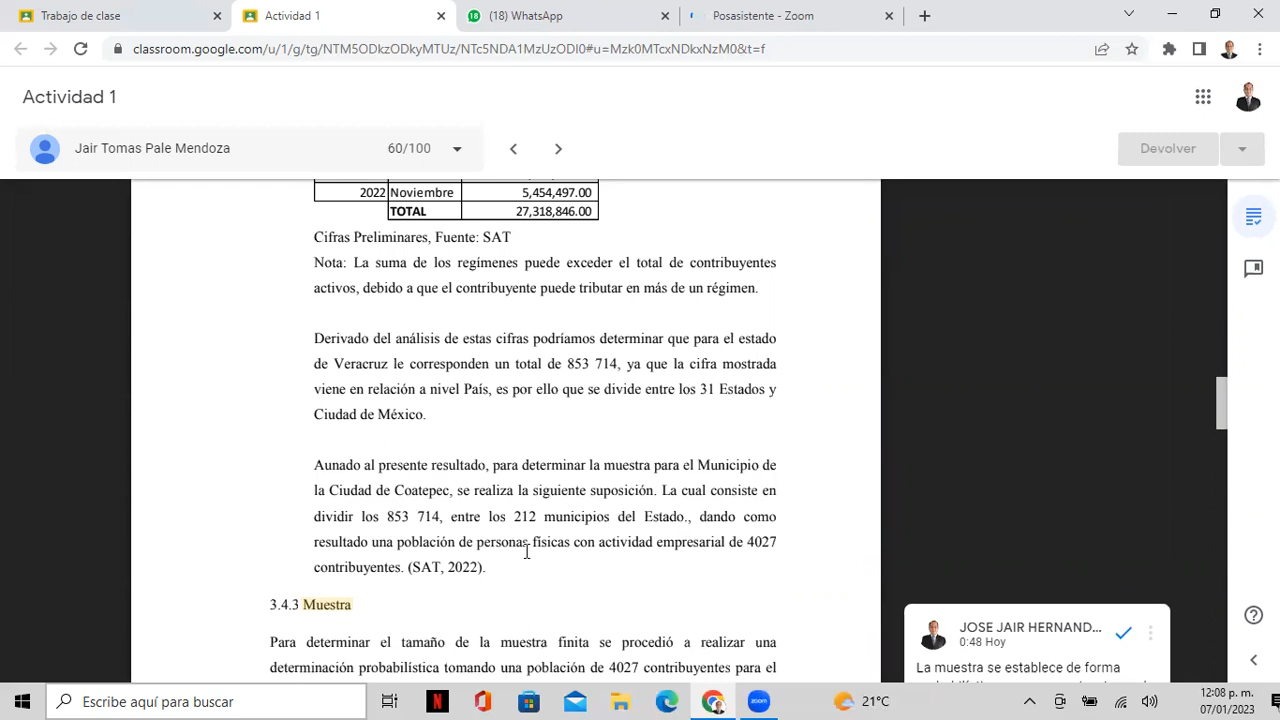 Trabajo de clase
Actividad 1
(18) WhatsApp
Posasistente - Zoom
classroom.google.com/u/1/g/tg/NTM5ODkzODkyMTUz/NTc5NDA1MzUzODI0#u=Mzk0MTcxNDkxNzM0&t=f
Actividad 1
Jair Tomas Pale Mendoza
60/100
Devolver
2022 Noviembre 5,454,497.00
TOTAL 27,318,846.00
Cifras Preliminares, Fuente: SAT
Nota: La suma de los regímenes puede exceder el total de contribuyentes
activos, debido a que el contribuyente puede tributar en más de un régimen.
Derivado del análisis de estas cifras podríamos determinar que para el estado
de Veracruz le corresponden un total de 853 714, ya que la cifra mostrada
viene en relación a nivel País, es por ello que se divide entre los 31 Estados y
Ciudad de México.
Aunado al presente resultado, para determinar la muestra para el Municipio de
la Ciudad de Coatepec, se realiza la siguiente suposición. La cual consiste en
dividir los 853 714, entre los 212 municipios del Estado., dando como
resultado una población de personas físicas con actividad empresarial de 4027
contribuyentes. (SAT, 2022).
3.4.3 Muestra
Para determinar el tamaño de la muestra finita se procedió a realizar una
determinación probabilística tomando una población de 4027 contribuyentes para el
JOSE JAIR HERNAND...
0:48 Hoy
La muestra se establece de forma
Escribe aquí para buscar
21°C
12:08 p. m.
07/01/2023